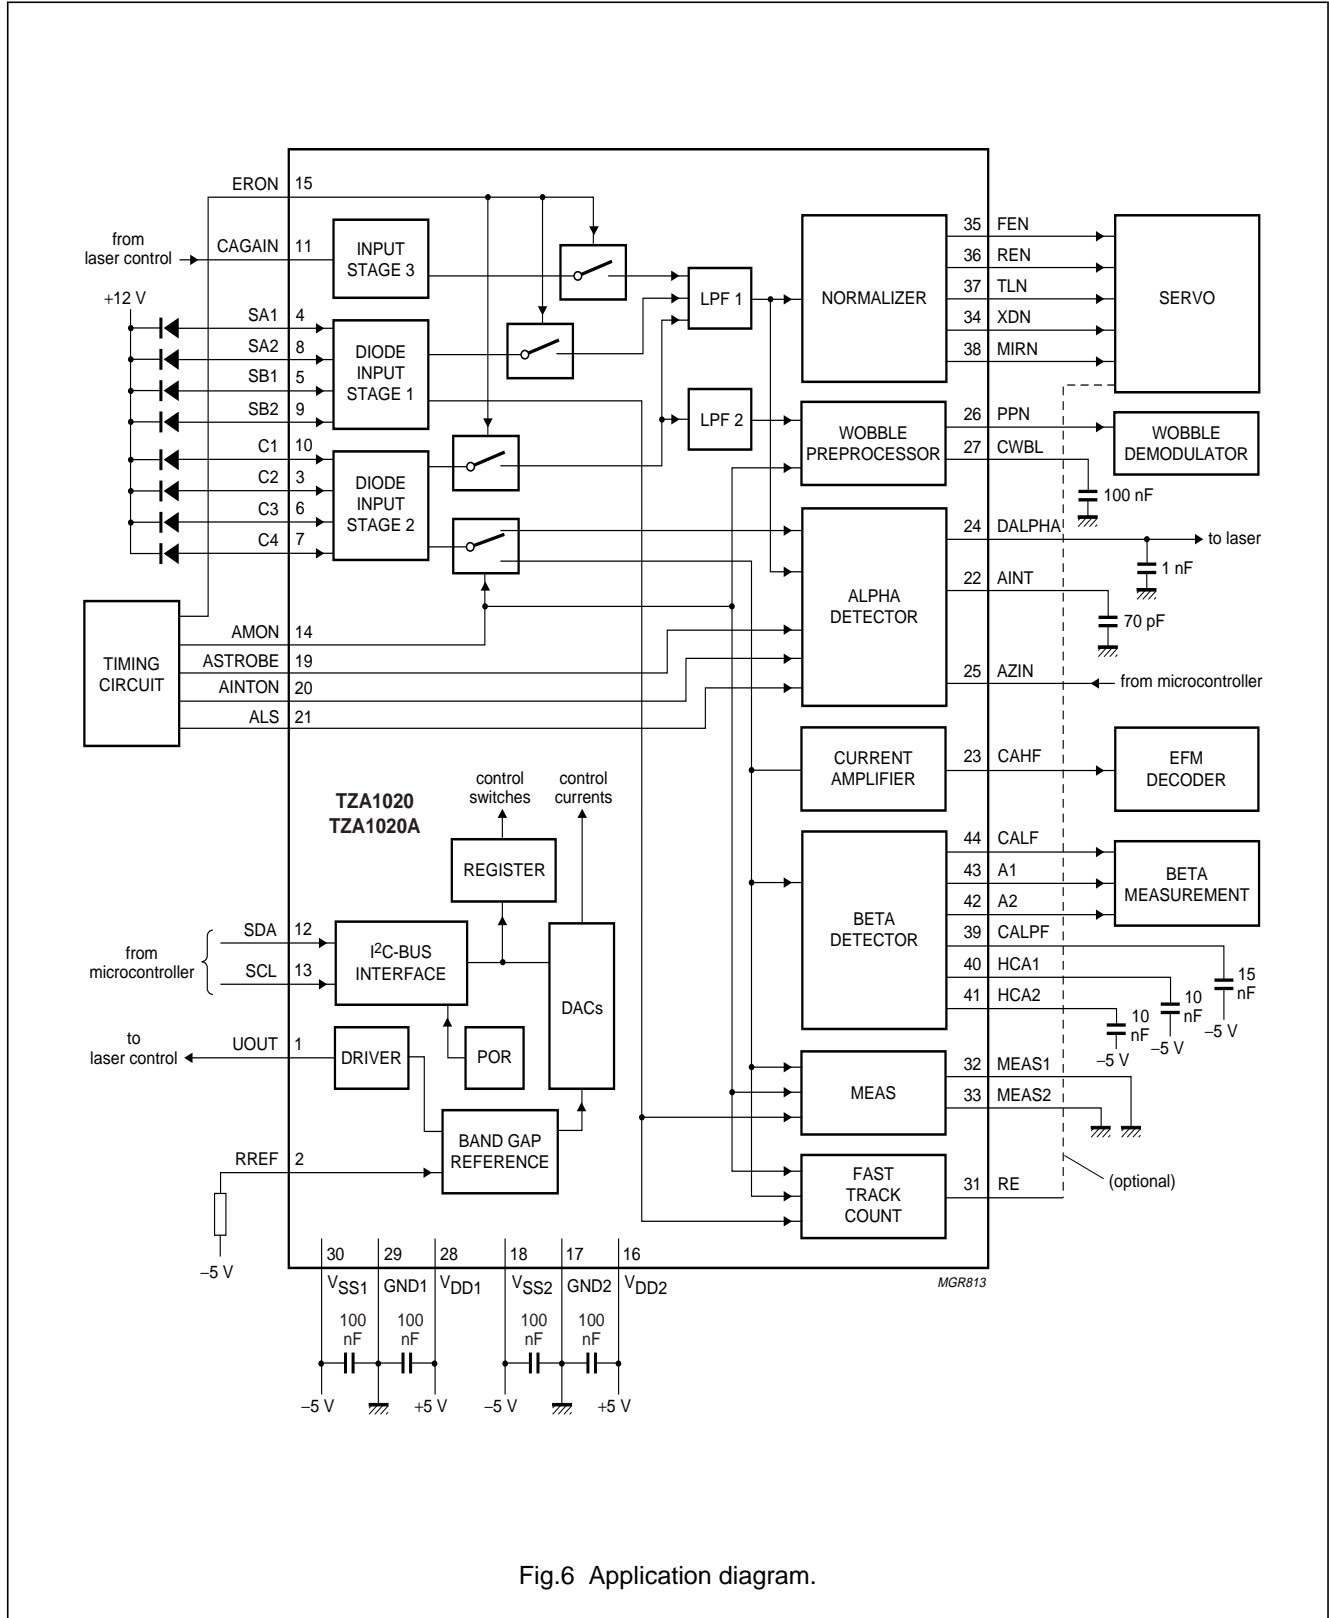 ERON 15
from
laser control
CAGAIN 11
INPUT
STAGE 3
+12 V
SA1 4
SA2 8
SB1 5
SB2 9
DIODE
INPUT
STAGE 1
C1 10
C2 3
C3 6
C4 7
DIODE
INPUT
STAGE 2
LPF 1
LPF 2
NORMALIZER
35 FEN
36 REN
37 TLN
34 XDN
38 MIRN
SERVO
WOBBLE
PREPROCESSOR
26 PPN
27 CWBL
WOBBLE
DEMODULATOR
100 nF
24 DALPHA
to laser
1 nF
22 AINT
70 pF
ALPHA
DETECTOR
25 AZIN
from microcontroller
TIMING
CIRCUIT
AMON 14
ASTROBE 19
AINTON 20
ALS 21
CURRENT
AMPLIFIER
23 CAHF
EFM
DECODER
TZA1020
TZA1020A
control
switches
control
currents
REGISTER
BETA
DETECTOR
44 CALF
43 A1
42 A2
39 CALPF
40 HCA1
41 HCA2
BETA
MEASUREMENT
15
nF
−5 V
10
nF
−5 V
10
nF
−5 V
from
microcontroller
SDA 12
SCL 13
I2C-BUS
INTERFACE
DACs
to
laser control
UOUT 1
DRIVER
POR
MEAS
32 MEAS1
33 MEAS2
BAND GAP
REFERENCE
RREF 2
−5 V
FAST
TRACK
COUNT
31 RE
(optional)
30 29 28 18 17 16
VSS1 GND1 VDD1 VSS2 GND2 VDD2
MGR813
100
nF
100
nF
100
nF
100
nF
−5 V +5 V −5 V +5 V
Fig.6 Application diagram.